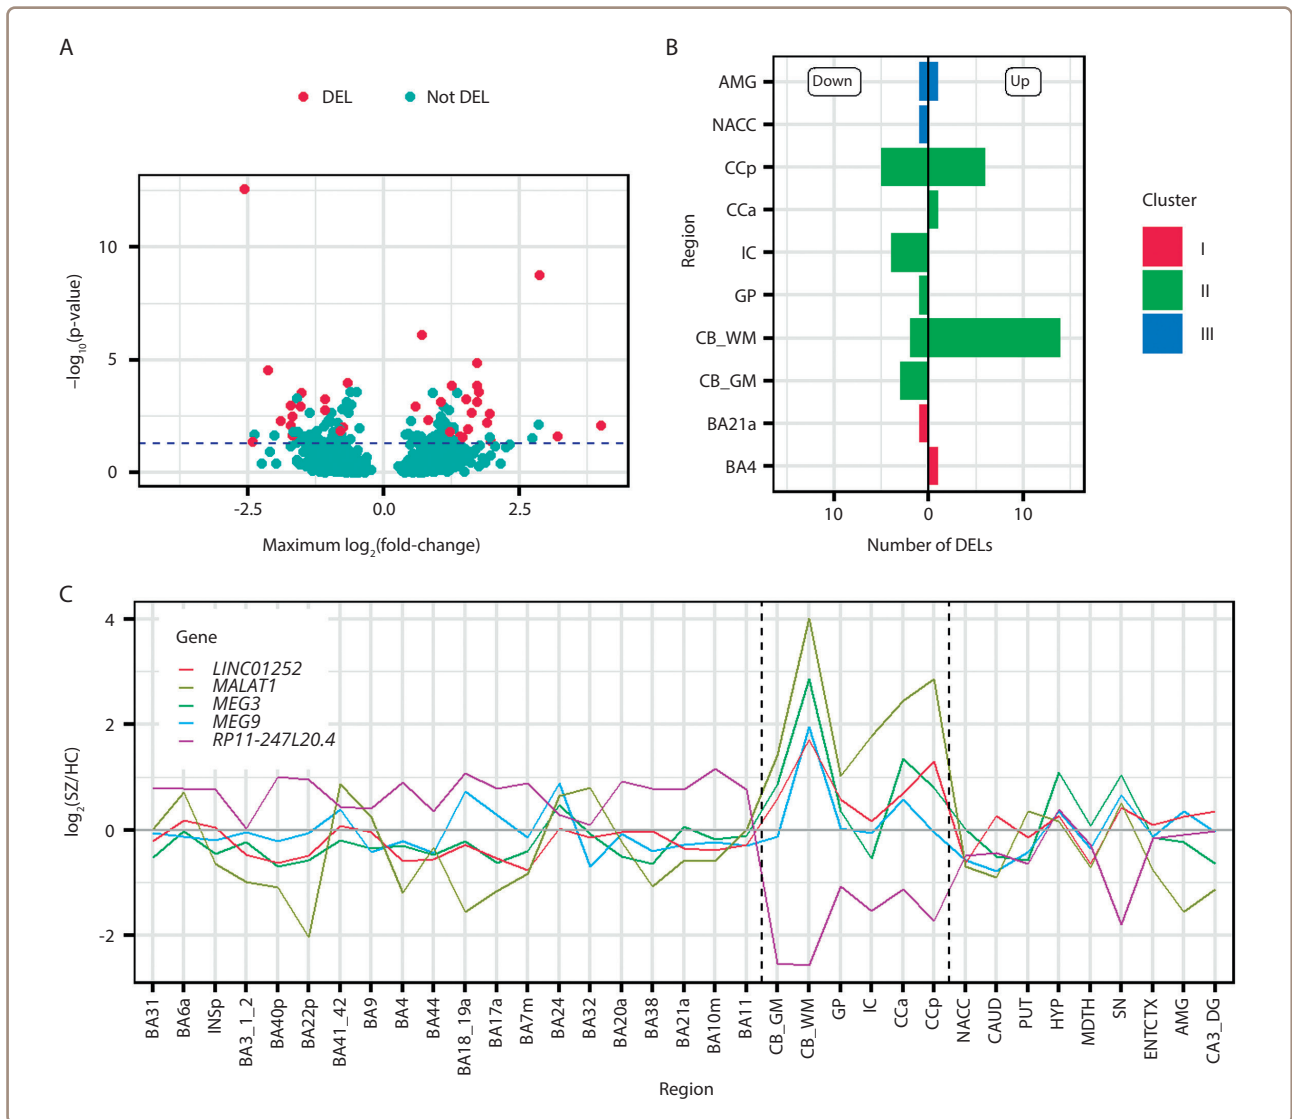 A
DEL
Not DEL
−log10(p-value)
10
5
0
-2.5
0.0
2.5
Maximum log2(fold-change)
B
Down
Up
Region
AMG
NACC
CCp
CCa
IC
GP
CB_WM
CB_GM
BA21a
BA4
10
0
10
Number of DELs
Cluster
I
II
III
C
Gene
LINC01252
MALAT1
MEG3
MEG9
RP11-247L20.4
log2(SZ/HC)
4
2
0
-2
BA31
BA6a
INSp
BA3_1_2
BA40p
BA22p
BA41_42
BA9
BA4
BA44
BA18_19a
BA17a
BA7m
BA24
BA32
BA20a
BA38
BA21a
BA10m
BA11
CB_GM
CB_WM
GP
IC
CCa
CCp
NACC
CAUD
PUT
HYP
MDTH
SN
ENTCTX
AMG
CA3_DG
Region